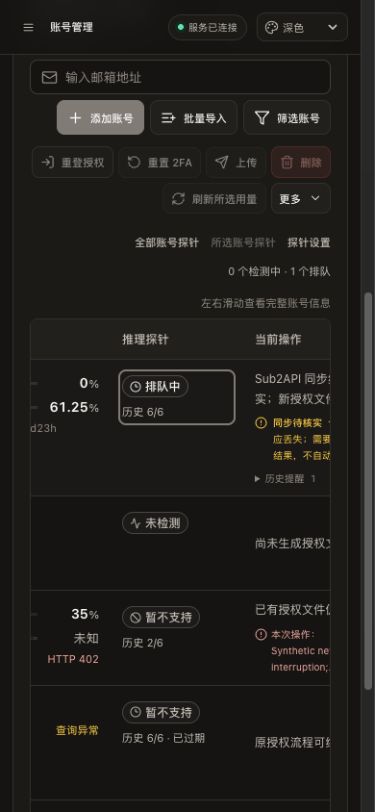 账号管理
服务已连接
深色
输入邮箱地址
添加账号
批量导入
筛选账号
重登授权
重置 2FA
上传
删除
刷新所选用量
更多
全部账号探针 所选账号探针 探针设置
0 个检测中 · 1 个排队
左右滑动查看完整账号信息
推理探针
当前操作
0%
61.25%
d23h
排队中
历史 6/6
Sub2API 同步
实；新授权文
同步待核实
应丢失；需要
结果，不自动
历史提醒 1
未检测
尚未生成授权
35%
未知
HTTP 402
暂不支持
历史 2/6
已有授权文件
本次操作：
Synthetic ne
interruption;
查询异常
暂不支持
历史 6/6 · 已过期
原授权流程可